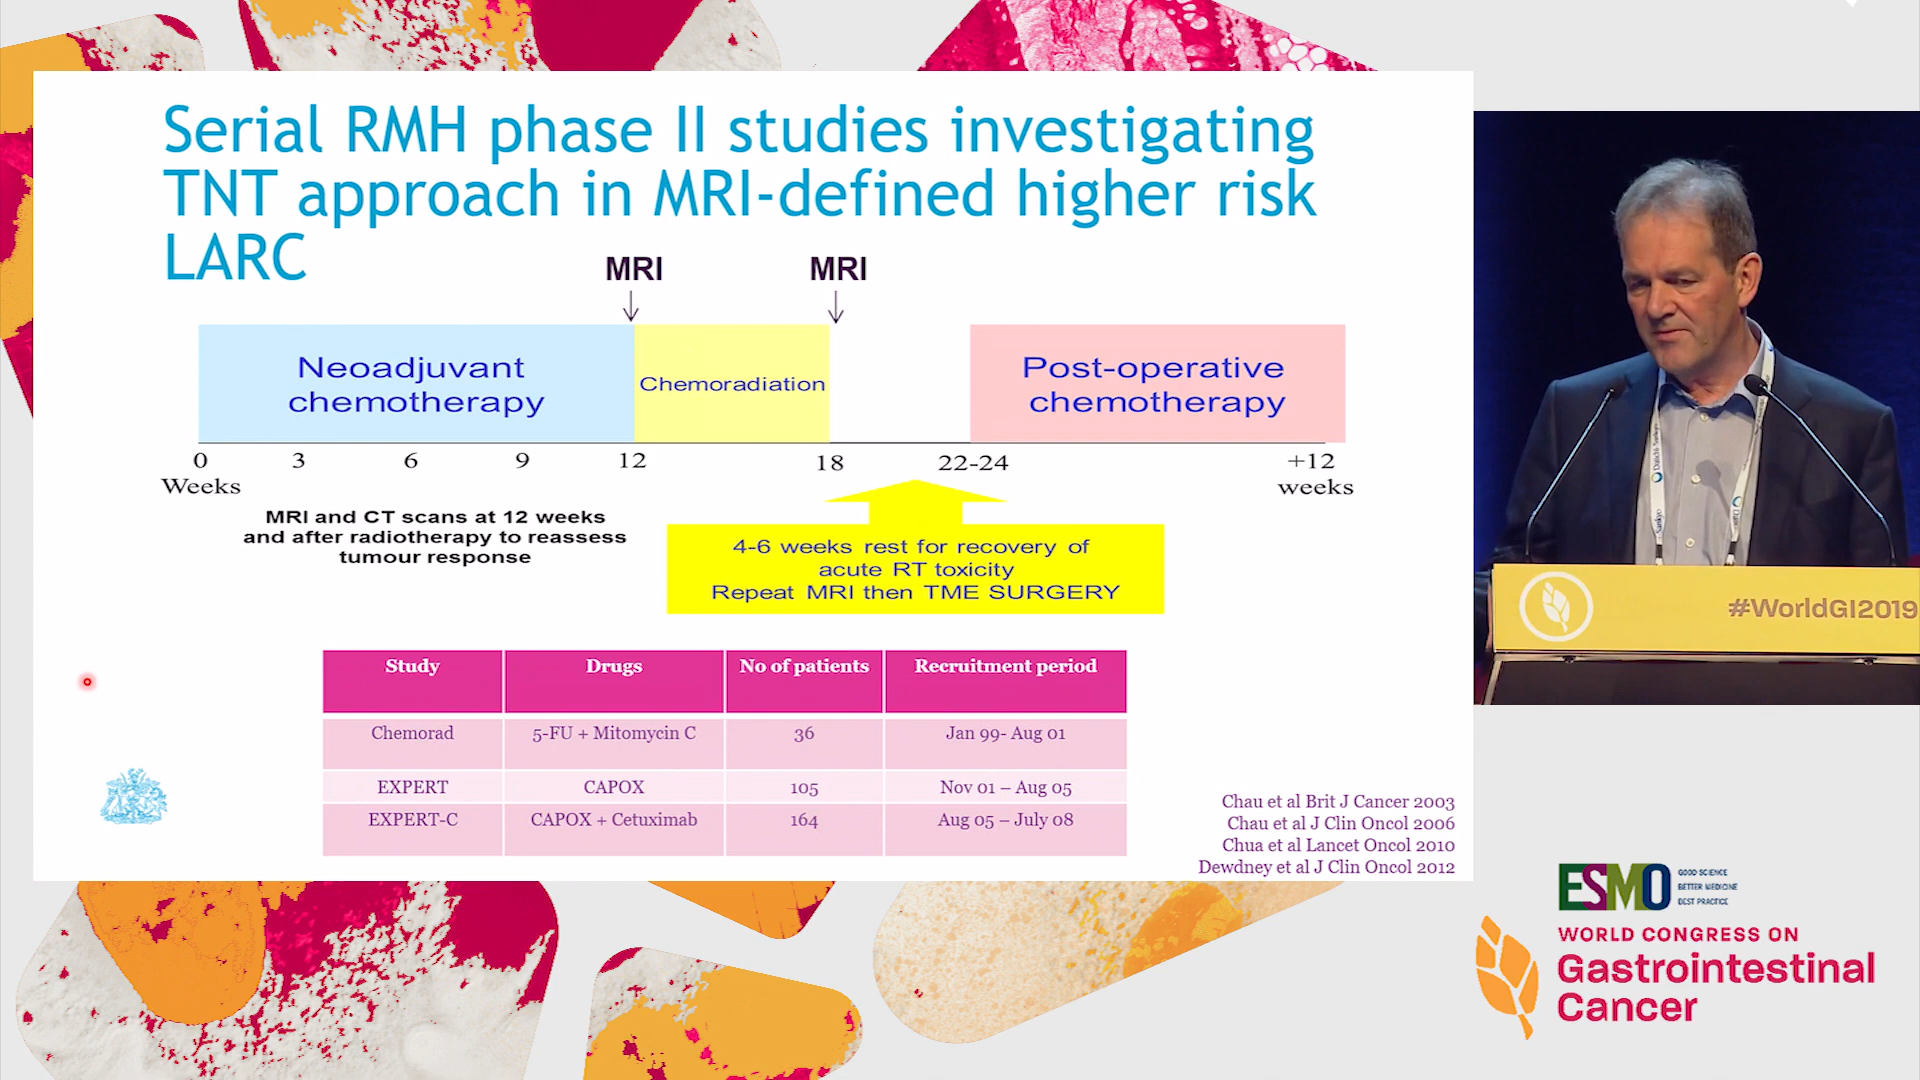 Serial RMH phase II studies investigating
TNT approach in MRI-defined higher risk
LARC
MRI MRI
Neoadjuvant
chemotherapy
Chemoradiation
Post-operative
chemotherapy
0 3 6 9 12 18 22-24 +12
Weeks weeks
MRI and CT scans at 12 weeks
and after radiotherapy to reassess
tumour response
4-6 weeks rest for recovery of
acute RT toxicity
Repeat MRI then TME SURGERY
Study Drugs No of patients Recruitment period
Chemorad 5-FU + Mitomycin C 36 Jan 99- Aug 01
EXPERT CAPOX 105 Nov 01 – Aug 05
EXPERT-C CAPOX + Cetuximab 164 Aug 05 – July 08
Chau et al Brit J Cancer 2003
Chau et al J Clin Oncol 2006
Chua et al Lancet Oncol 2010
Dewdney et al J Clin Oncol 2012
Daiichi-Sankyo
#WorldGI2019
ESMO
GOOD SCIENCE
BETTER MEDICINE
BEST PRACTICE
WORLD CONGRESS ON
Gastrointestinal
Cancer